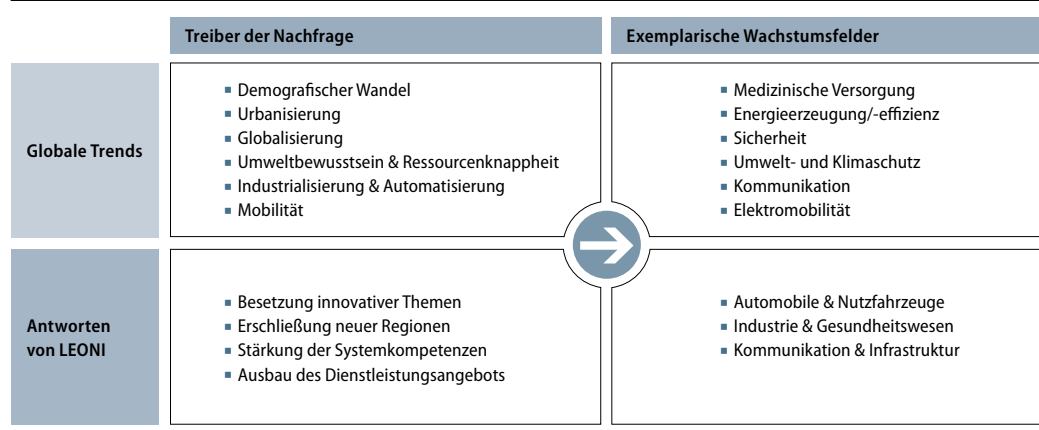 Treiber der Nachfrage
Exemplarische Wachstumsfelder
Globale Trends
▪ Demografischer Wandel
▪ Urbanisierung
▪ Globalisierung
▪ Umweltbewusstsein & Ressourcenknappheit
▪ Industrialisierung & Automatisierung
▪ Mobilität
▪ Medizinische Versorgung
▪ Energieerzeugung/-effizienz
▪ Sicherheit
▪ Umwelt- und Klimaschutz
▪ Kommunikation
▪ Elektromobilität
Antworten
von LEONI
▪ Besetzung innovativer Themen
▪ Erschließung neuer Regionen
▪ Stärkung der Systemkompetenzen
▪ Ausbau des Dienstleistungsangebots
▪ Automobile & Nutzfahrzeuge
▪ Industrie & Gesundheitswesen
▪ Kommunikation & Infrastruktur